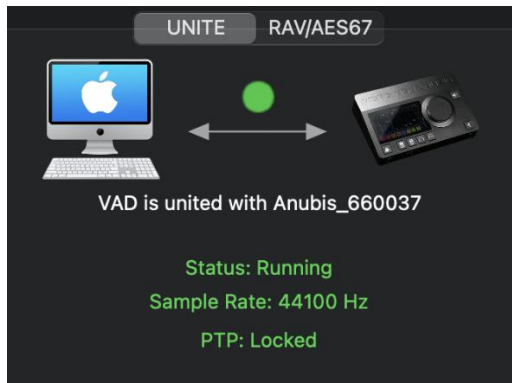 UNITE RAV/AES67
VAD is united with Anubis_660037
Status: Running
Sample Rate: 44100 Hz
PTP: Locked